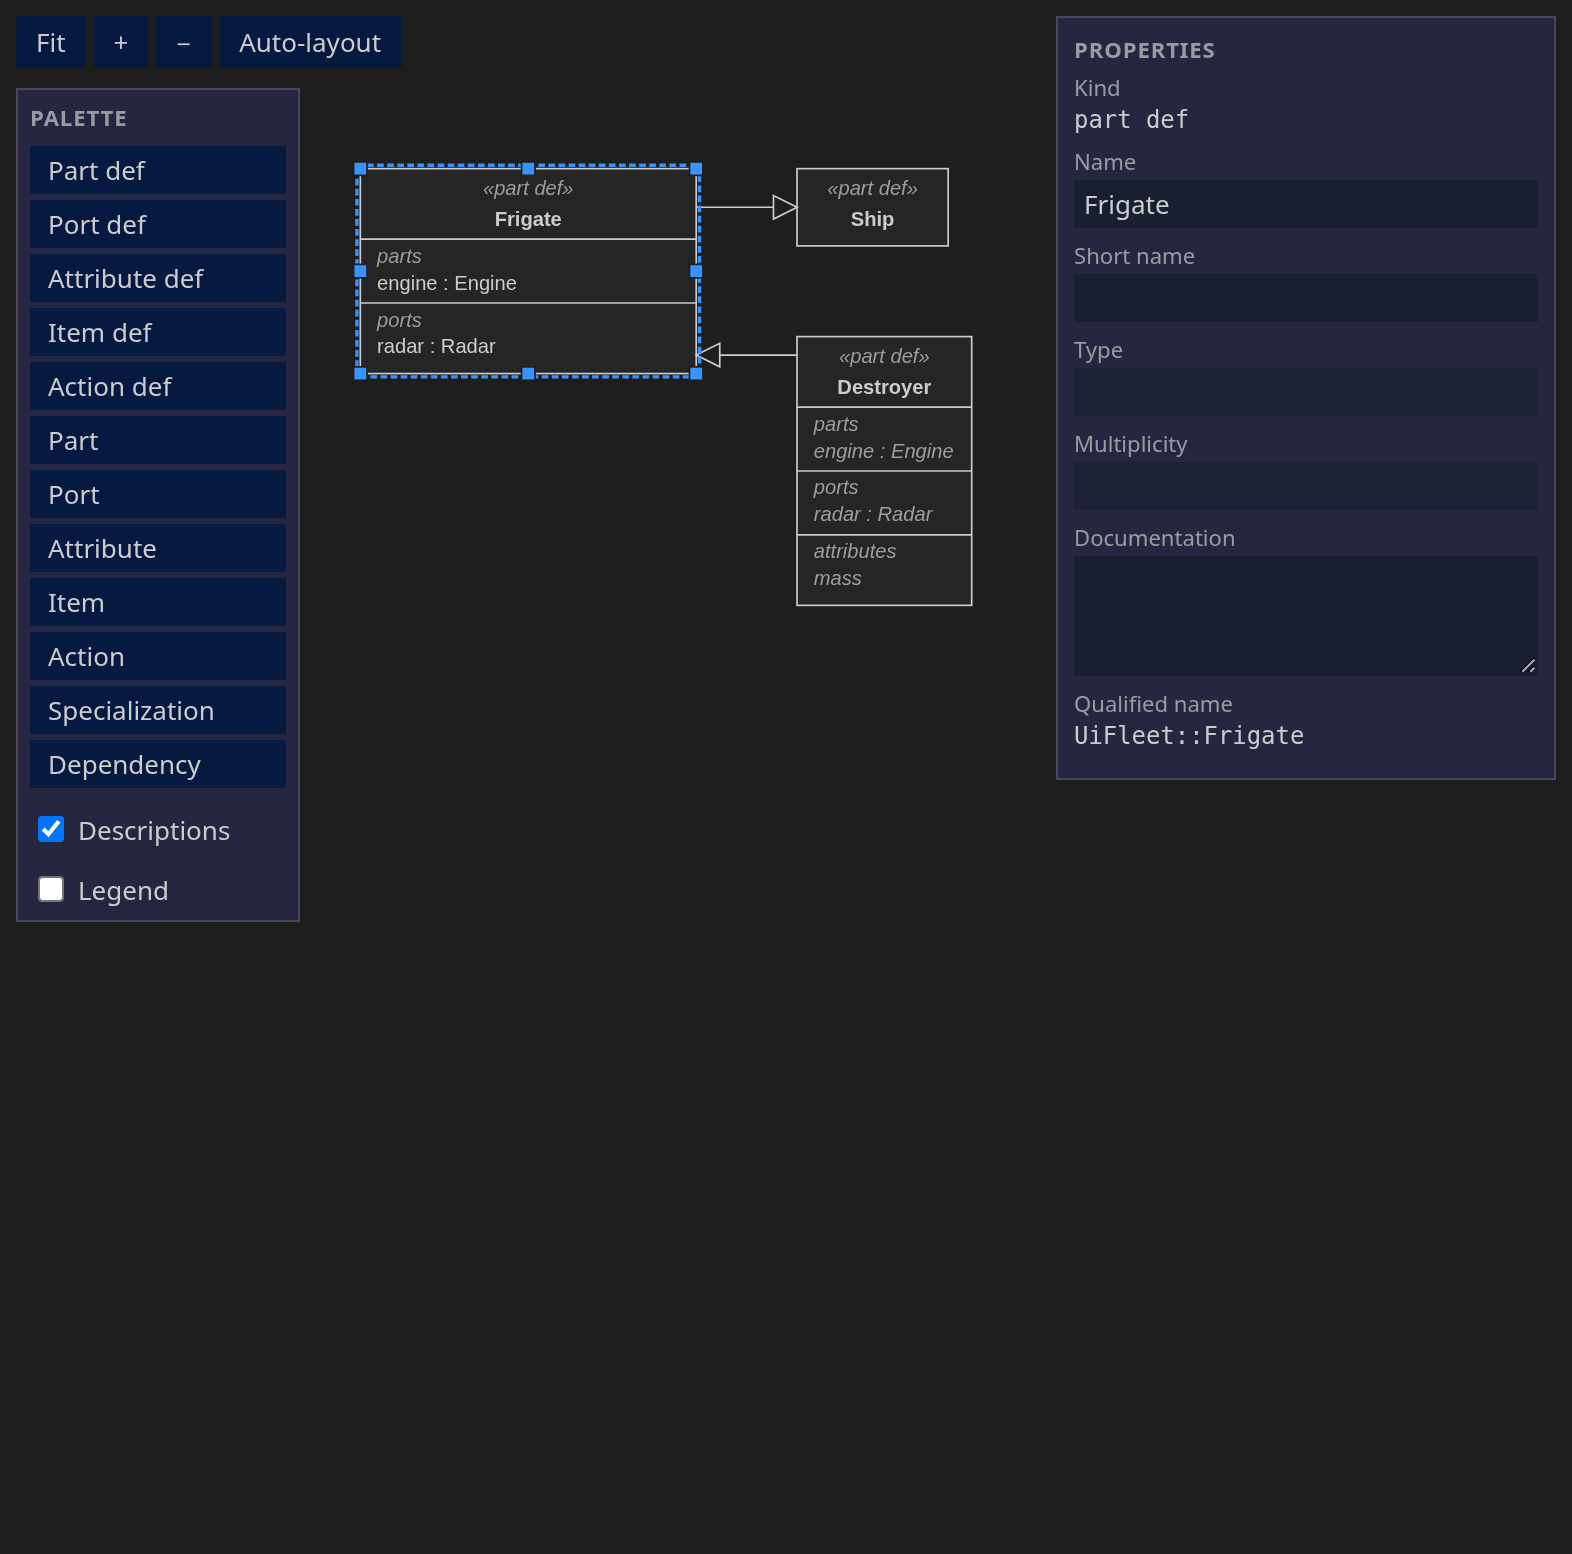 Fit
+
−
Auto-layout
PALETTE
Part def
Port def
Attribute def
Item def
Action def
Part
Port
Attribute
Item
Action
Specialization
Dependency
Descriptions
Legend
«part def»
Frigate
parts
engine : Engine
ports
radar : Radar
«part def»
Ship
«part def»
Destroyer
parts
engine : Engine
ports
radar : Radar
attributes
mass
PROPERTIES
Kind
part def
Name
Frigate
Short name
Type
Multiplicity
Documentation
Qualified name
UiFleet::Frigate